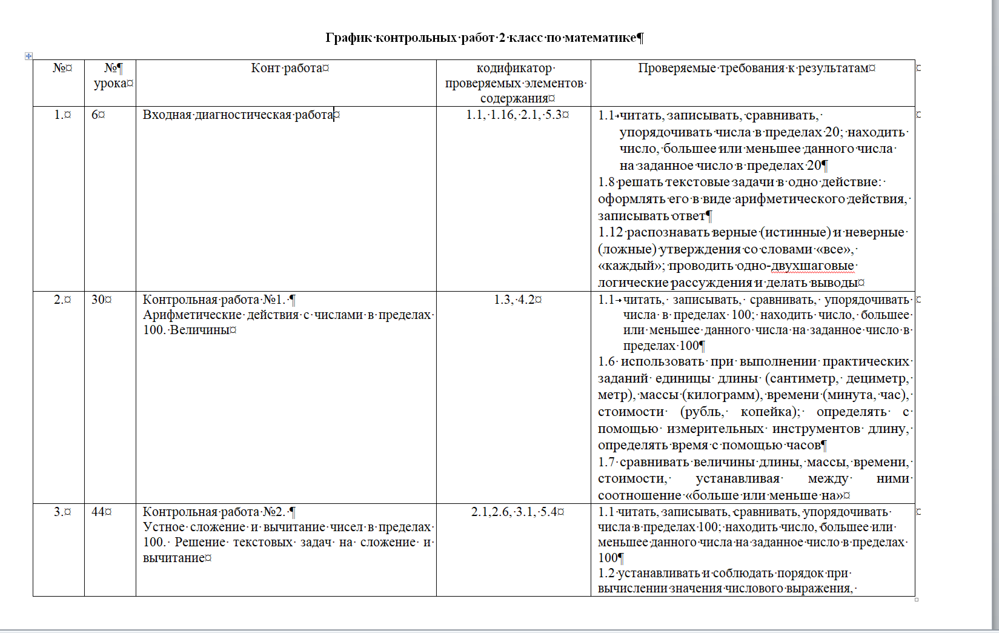 График контрольных работ 2 класс по математике¶
№¤
№¶
урока¤
Конт работа¤
кодификатор
проверяемых элементов
содержания¤
Проверяемые требования к результатам¤
1.¤
6¤
Входная диагностическая работа¤
1.1, 1.16, 2.1, 5.3¤
1.1→читать, записывать, сравнивать,
упорядочивать числа в пределах 20; находить
число, большее или меньшее данного числа
на заданное число в пределах 20¶
1.8 решать текстовые задачи в одно действие:
оформлять его в виде арифметического действия,
записывать ответ¶
1.12 распознавать верные (истинные) и неверные
(ложные) утверждения со словами «все»,
«каждый»; проводить одно-двухшаговые
логические рассуждения и делать выводы¤
2.¤
30¤
Контрольная работа №1. ¶
Арифметические действия с числами в пределах
100. Величины¤
1.3, 4.2¤
1.1→читать, записывать, сравнивать, упорядочивать
числа в пределах 100; находить число, большее
или меньшее данного числа на заданное число в
пределах 100¶
1.6 использовать при выполнении практических
заданий единицы длины (сантиметр, дециметр,
метр), массы (килограмм), времени (минута, час),
стоимости (рубль, копейка); определять с
помощью измерительных инструментов длину,
определять время с помощью часов¶
1.7 сравнивать величины длины, массы, времени,
стоимости, устанавливая между ними
соотношение «больше или меньше на»¤
3.¤
44¤
Контрольная работа №2. ¶
Устное сложение и вычитание чисел в пределах
100. Решение текстовых задач на сложение и
вычитание¤
2.1,2.6, 3.1, 5.4¤
1.1 читать, записывать, сравнивать, упорядочивать
числа в пределах 100; находить число, большее или
меньшее данного числа на заданное число в пределах
100¶
1.2 устанавливать и соблюдать порядок при
вычислении значения числового выражения,